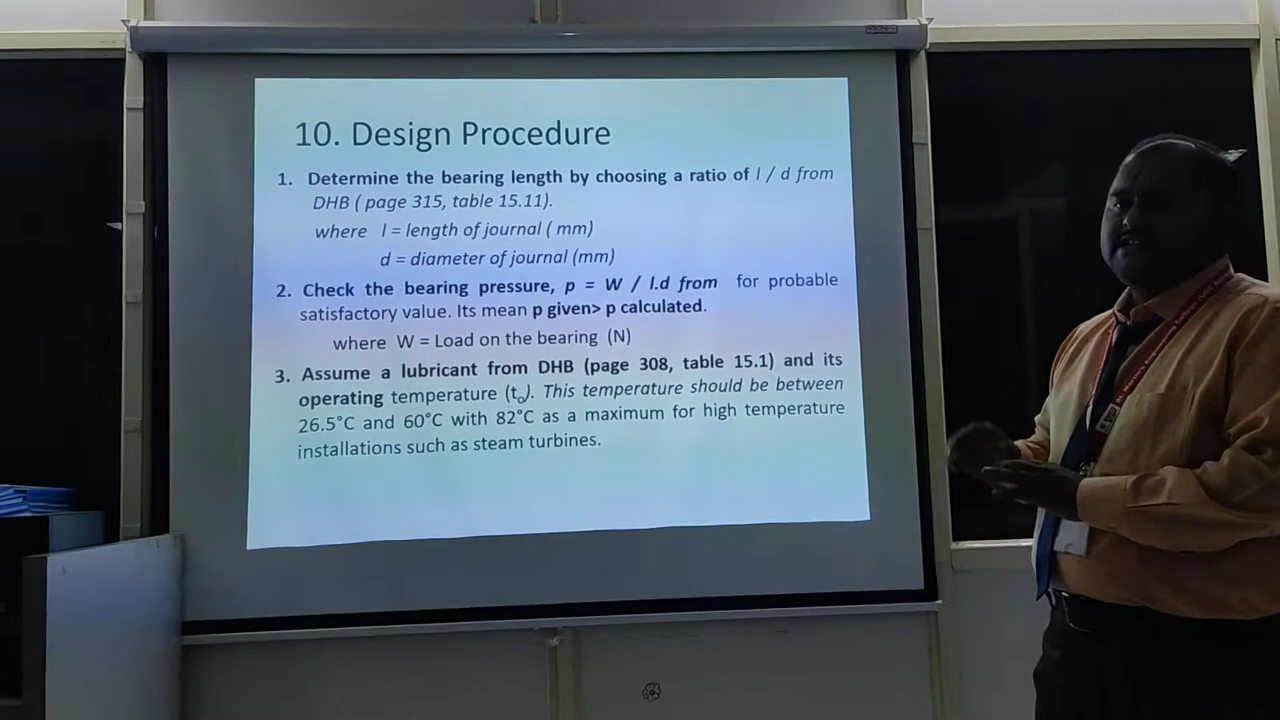 10. Design Procedure
1. Determine the bearing length by choosing a ratio of l / d from
DHB ( page 315, table 15.11).
where l = length of journal ( mm)
d = diameter of journal (mm)
2. Check the bearing pressure, p = W / l.d from for probable
satisfactory value. Its mean p given> p calculated.
where W = Load on the bearing (N)
3. Assume a lubricant from DHB (page 308, table 15.1) and its
operating temperature (to). This temperature should be between
26.5°C and 60°C with 82°C as a maximum for high temperature
installations such as steam turbines.